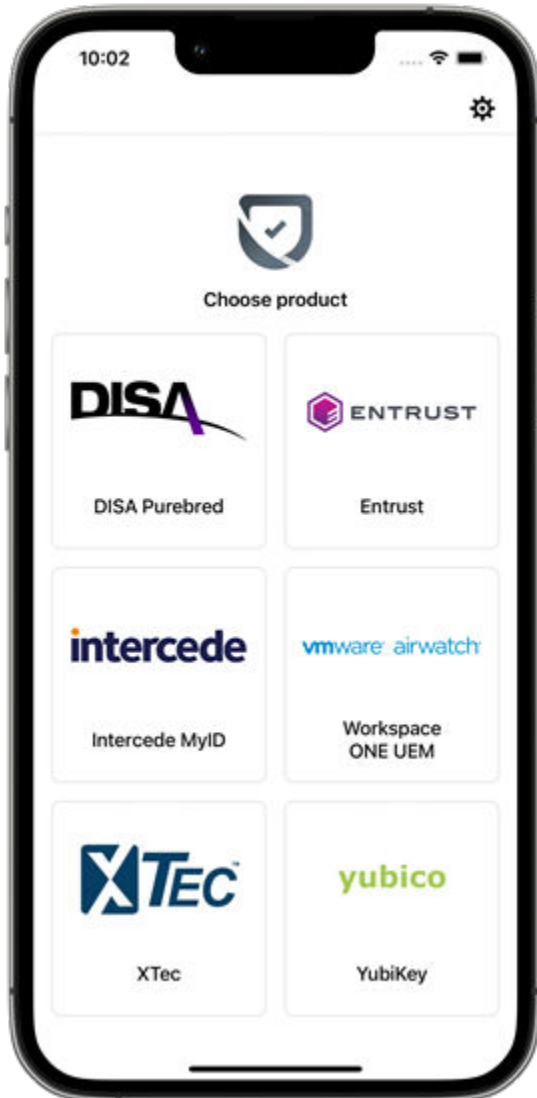 10:02
Choose product
DISA
ENTRUST
DISA Purebred
Entrust
intercede
vmware airwatch
Intercede MyID
Workspace
ONE UEM
XTEC
yubico
XTec
YubiKey